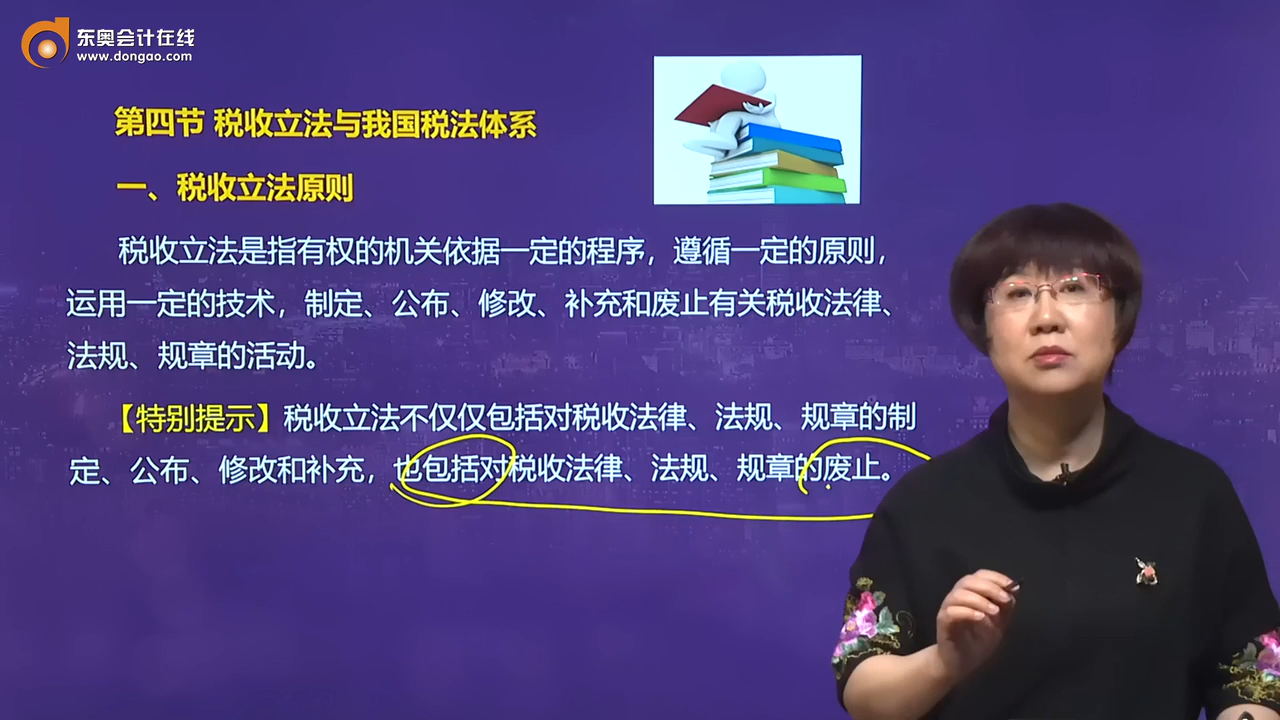 东奥会计在线
www.dongao.com
第四节 税收立法与我国税法体系
一、税收立法原则
税收立法是指有权的机关依据一定的程序，遵循一定的原则，
运用一定的技术，制定、公布、修改、补充和废止有关税收法律、
法规、规章的活动。
【特别提示】税收立法不仅仅包括对税收法律、法规、规章的制
定、公布、修改和补充，也包括对税收法律、法规、规章的废止。